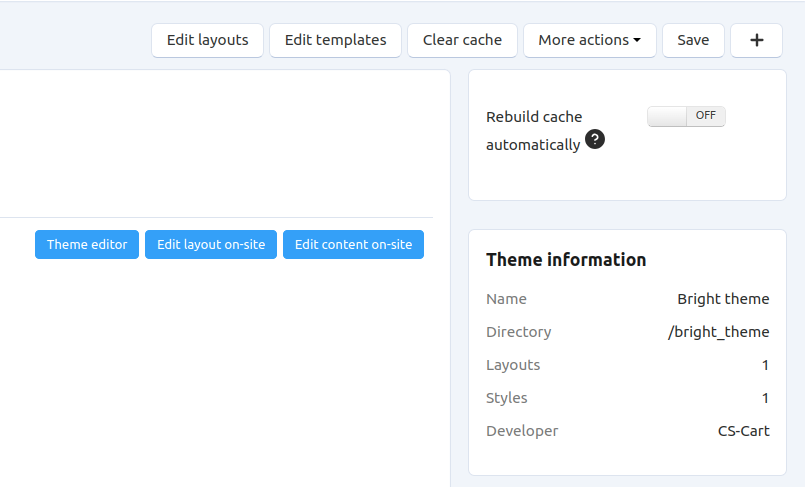 Edit layouts Edit templates Clear cache More actions Save +
Rebuild cache automatically ? OFF
Theme editor Edit layout on-site Edit content on-site
Theme information
Name Bright theme
Directory /bright_theme
Layouts 1
Styles 1
Developer CS-Cart